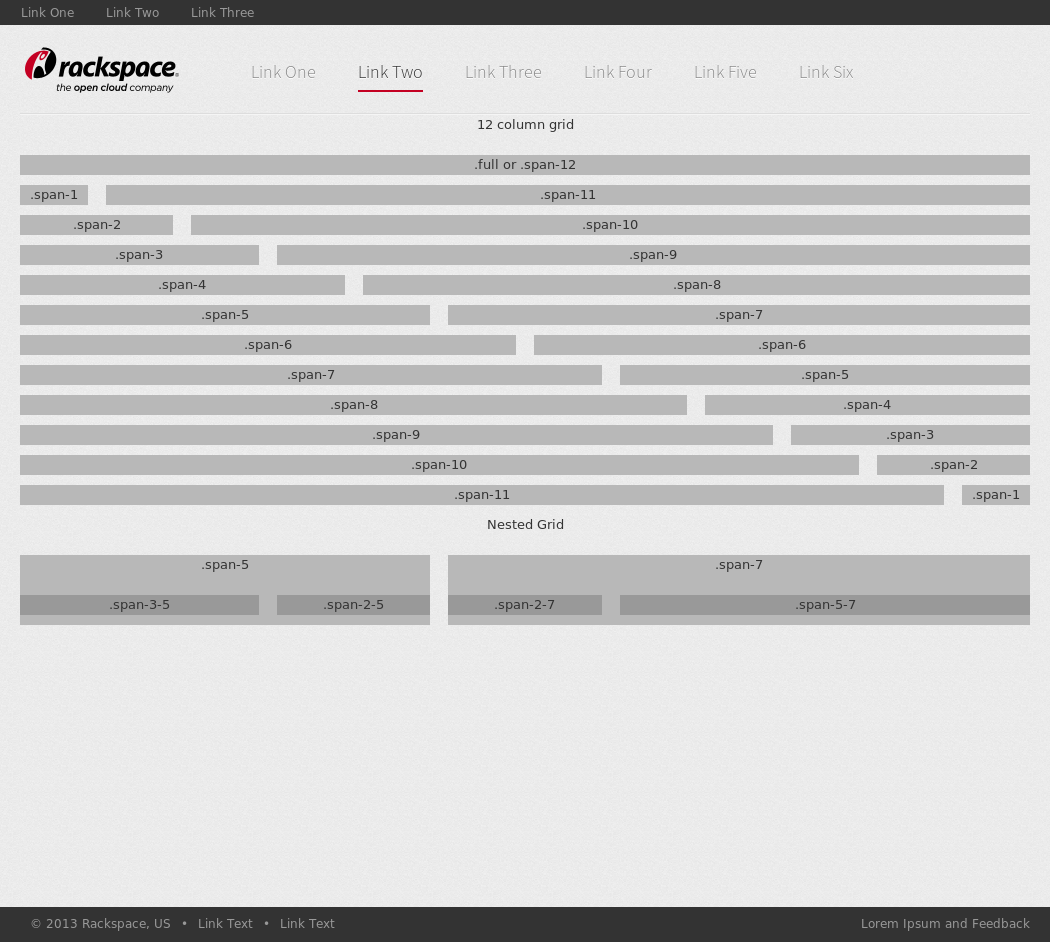 Link One Link Two Link Three
rackspace®
the open cloud company
Link One Link Two Link Three Link Four Link Five Link Six
12 column grid
.full or .span-12
.span-1 .span-11
.span-2 .span-10
.span-3 .span-9
.span-4 .span-8
.span-5 .span-7
.span-6 .span-6
.span-7 .span-5
.span-8 .span-4
.span-9 .span-3
.span-10 .span-2
.span-11 .span-1
Nested Grid
.span-5 .span-7
.span-3-5 .span-2-5 .span-2-7 .span-5-7
© 2013 Rackspace, US • Link Text • Link Text Lorem Ipsum and Feedback